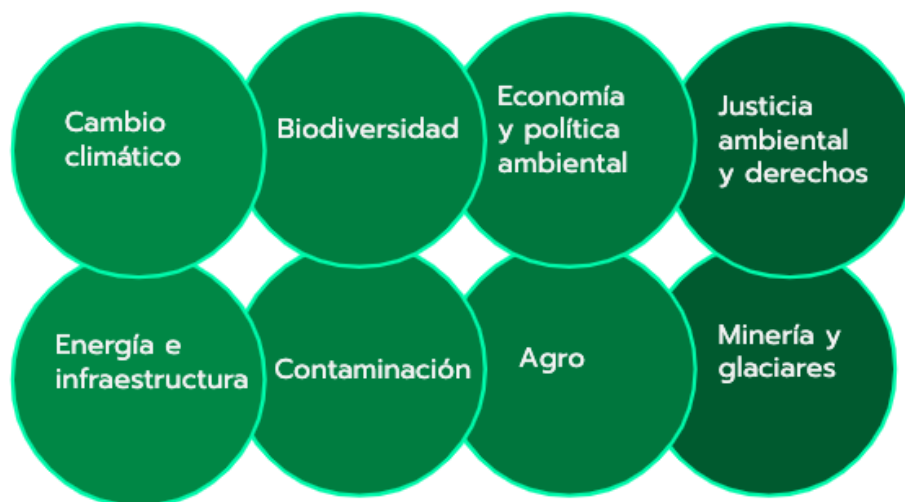 Cambio
climático
Biodiversidad
Economía
y política
ambiental
Justicia
ambiental
y derechos
Energía e
infraestructura
Contaminación
Agro
Minería y
glaciares